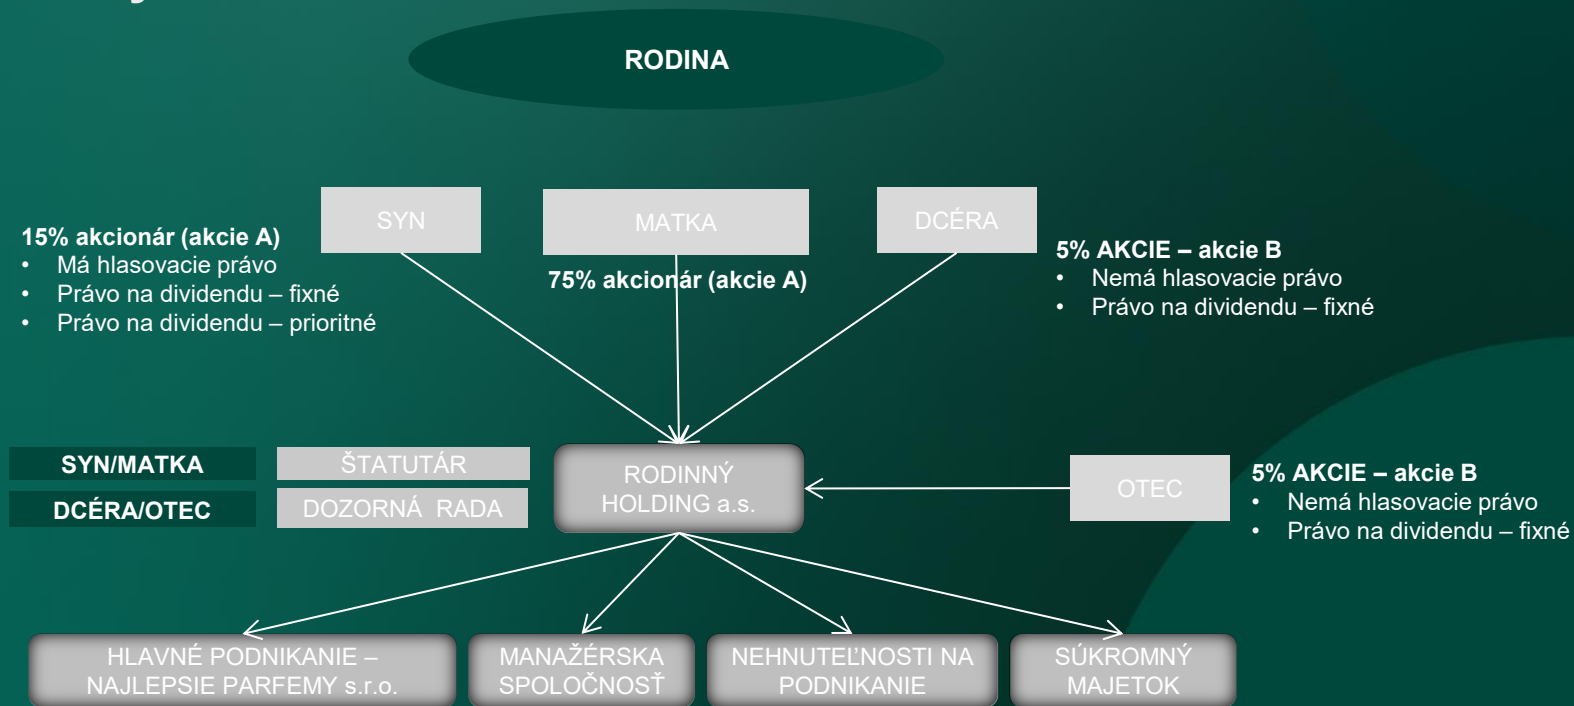 RODINA
SYN
MATKA
DCÉRA
15% akcionár (akcie A)
• Má hlasovacie právo
• Právo na dividendu – fixné
• Právo na dividendu – prioritné
75% akcionár (akcie A)
5% AKCIE – akcie B
• Nemá hlasovacie právo
• Právo na dividendu – fixné
SYN/MATKA
ŠTATUTÁR
DCÉRA/OTEC
DOZORNÁ RADA
RODINNÝ
HOLDING a.s.
OTEC
5% AKCIE – akcie B
• Nemá hlasovacie právo
• Právo na dividendu – fixné
HLAVNÉ PODNIKANIE –
NAJLEPSIE PARFEMY s.r.o.
MANAŽÉRSKA
SPOLOČNOSŤ
NEHNUTEĽNOSTI NA
PODNIKANIE
SÚKROMNÝ
MAJETOK